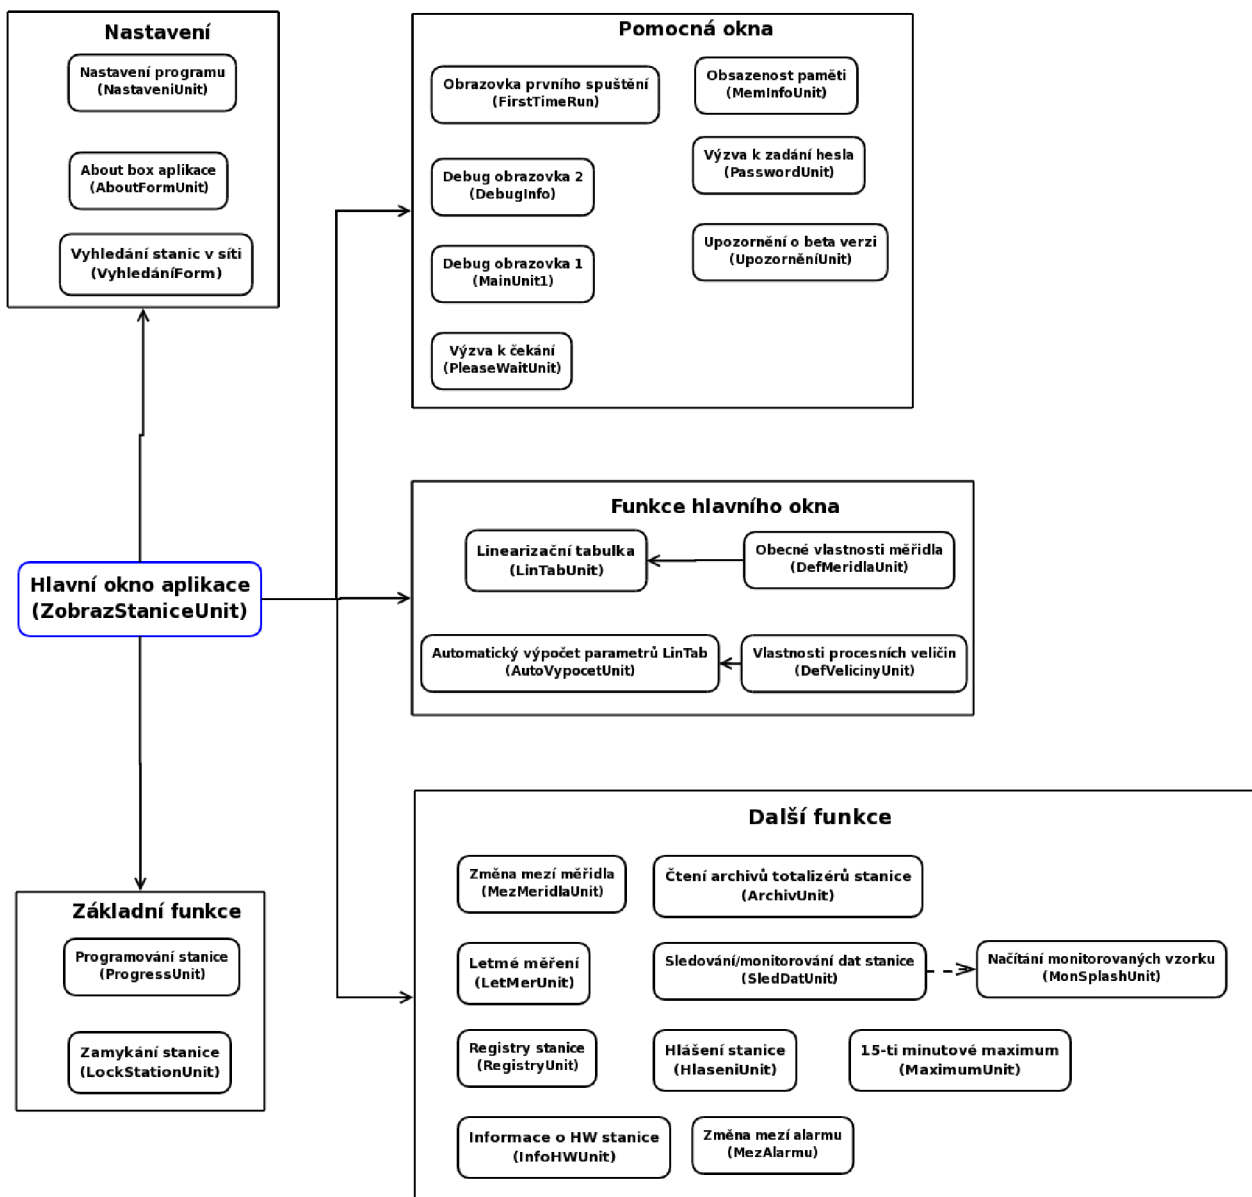 Nastavení
Nastavení programu
(NastaveniUnit)
About box aplikace
(AboutFormUnit)
Vyhledání stanic v síti
(VyhledáníForm)
Pomocná okna
Obrazovka prvního spuštění
(FirstTimeRun)
Obsazenost paměti
(MemInfoUnit)
Debug obrazovka 2
(DebugInfo)
Výzva k zadání hesla
(PasswordUnit)
Debug obrazovka 1
(MainUnit1)
Upozornění o beta verzi
(UpozorněníUnit)
Výzva k čekání
(PleaseWaitUnit)
Hlavní okno aplikace
(ZobrazStaniceUnit)
Funkce hlavního okna
Linearizační tabulka
(LinTabUnit)
Obecné vlastnosti měřidla
(DefMeridlaUnit)
Automatický výpočet parametrů LinTab
(AutoVypocetUnit)
Vlastnosti procesních veličin
(DefVelicinyUnit)
Základní funkce
Programování stanice
(ProgressUnit)
Zamykání stanice
(LockStationUnit)
Další funkce
Změna mezí měřidla
(MezMeridlaUnit)
Čtení archivů totalizérů stanice
(ArchivUnit)
Letmé měření
(LetMerUnit)
Sledování/monitorování dat stanice
(SledDatUnit)
Načítání monitorovaných vzorku
(MonSplashUnit)
Registry stanice
(RegistryUnit)
Hlášení stanice
(HlaseniUnit)
15-ti minutové maximum
(MaximumUnit)
Informace o HW stanice
(InfoHWUnit)
Změna mezí alarmu
(MezAlarmu)